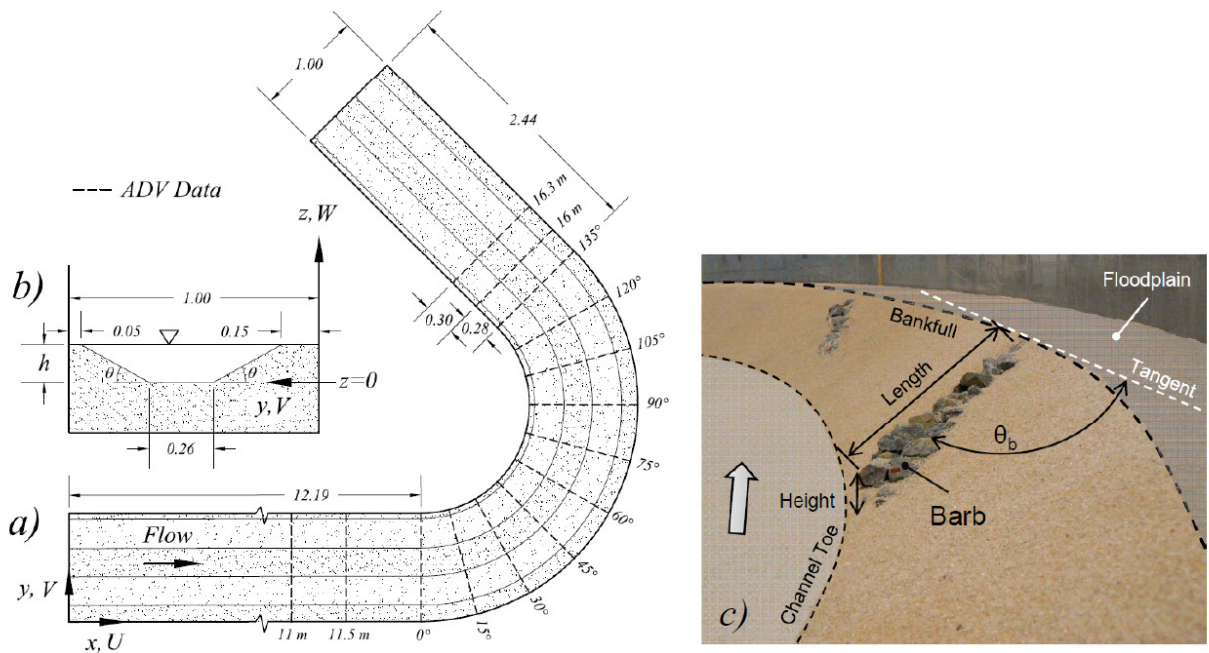 1.00
2.44
16.3 m
16 m
135°
120°
105°
90°
75°
60°
45°
30°
15°
0°
11.5 m
11 m
0.30
0.28
--- ADV Data
z, W
b)
1.00
0.05
0.15
h
θ
θ
z=0
y, V
0.26
12.19
a)
Flow
y, V
x, U
Floodplain
Bankfull
Tangent
Length
θb
Height
Barb
Channel Toe
c)